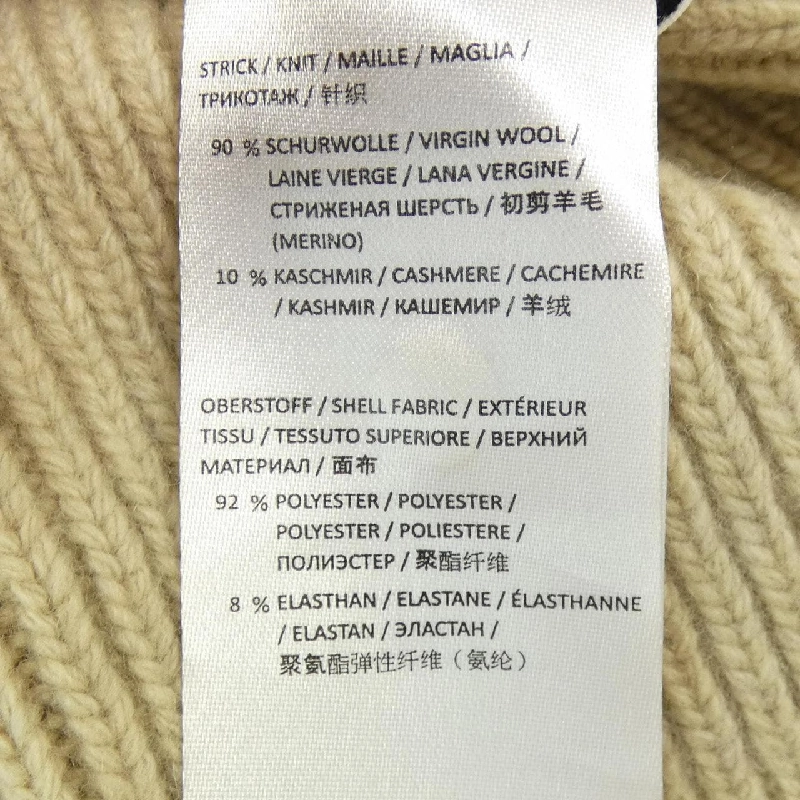 STRICK / KNIT / MAILLE / MAGLIA /
ТРИКОТАЖ / 针织
90 % SCHURWOLLE / VIRGIN WOOL /
LAINE VIERGE / LANA VERGINE /
СТРИЖЕНАЯ ШЕРСТЬ / 初剪羊毛
(MERINO)
10 % KASCHMIR / CASHMERE / CACHEMIRE
/ KASHMIR / КАШЕМИР / 羊绒
OBERSTOFF / SHELL FABRIC / EXTÉRIEUR
TISSU / TESSUTO SUPERIORE / ВЕРХНИЙ
МАТЕРИАЛ / 面布
92 % POLYESTER / POLYESTER /
POLYESTER / POLIESTERE /
ПОЛИЭСТЕР / 聚酯纤维
8 % ELASTHAN / ELASTANE / ÉLASTHANNE
/ ELASTAN / ЭЛАСТАН /
聚氨酯弹性纤维（氨纶）